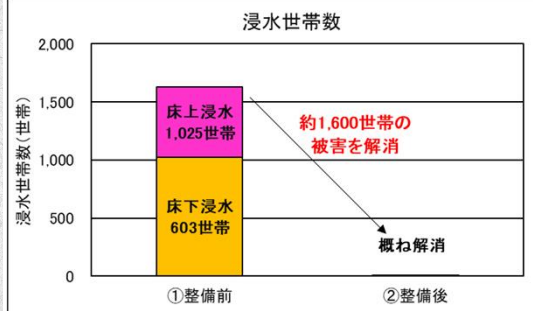 浸水世帯数
浸水世帯数(世帯)
2,000
1,500
1,000
500
0
床上浸水
1,025世帯
床下浸水
603世帯
約1,600世帯の
被害を解消
概ね解消
①整備前
②整備後